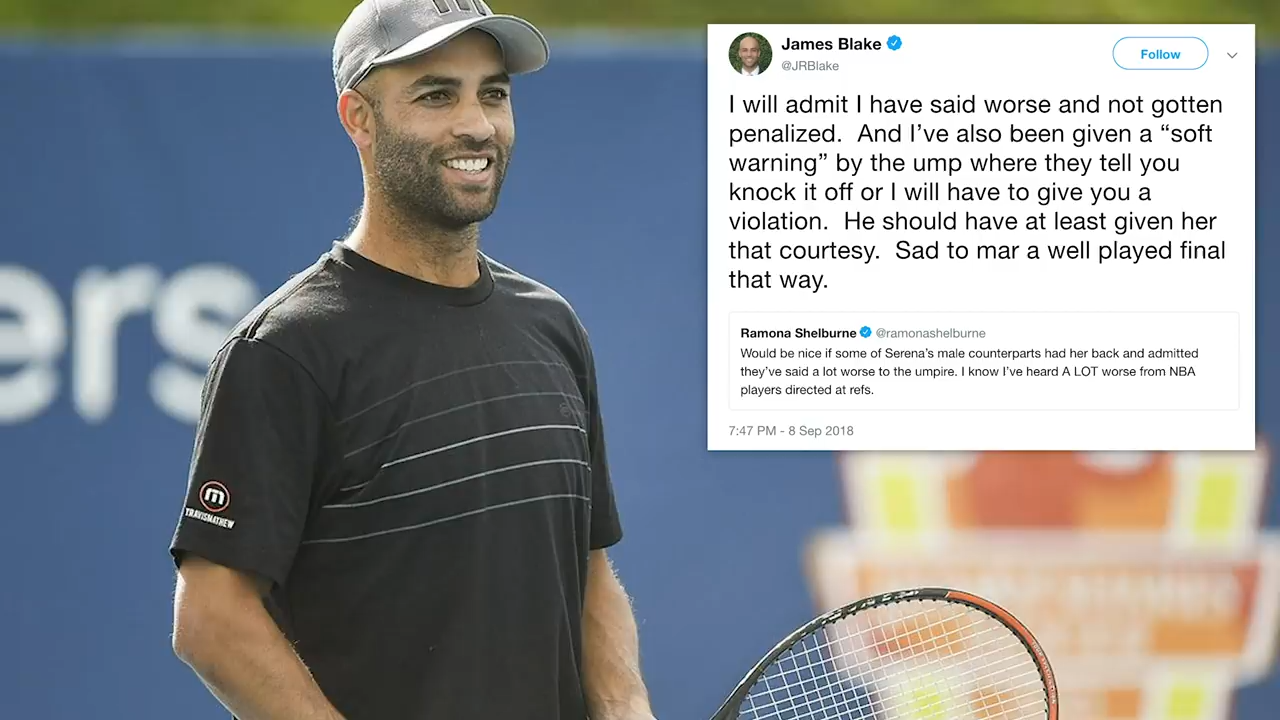 James Blake
@JRBlake
Follow
I will admit I have said worse and not gotten
penalized.  And I’ve also been given a “soft
warning” by the ump where they tell you
knock it off or I will have to give you a
violation.  He should have at least given her
that courtesy.  Sad to mar a well played final
that way.
Ramona Shelburne @ramonashelburne
Would be nice if some of Serena’s male counterparts had her back and admitted
they’ve said a lot worse to the umpire. I know I’ve heard A LOT worse from NBA
players directed at refs.
7:47 PM - 8 Sep 2018
ers
m
TRAVISMATHEW